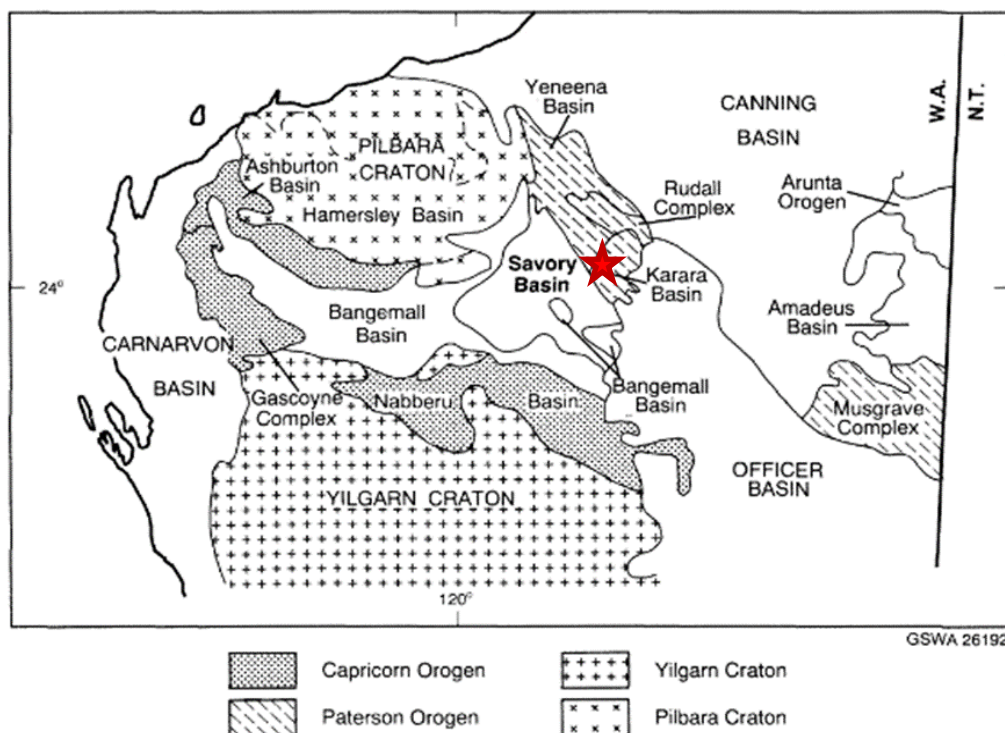 Yeneena
Basin
CANNING
BASIN
W.A.
N.T.
PILBARA
CRATON
Ashburton
Basin
Hamersley Basin
Rudall
Complex
Arunta
Orogen
24°
Savory
Basin
Karara
Basin
Bangemall
Basin
Amadeus
Basin
CARNARVON
BASIN
Gascoyne
Complex
Nabberu Basin
Bangemall
Basin
Musgrave
Complex
OFFICER
BASIN
YILGARN CRATON
120°
GSWA 26192
Capricorn Orogen
Yilgarn Craton
Paterson Orogen
Pilbara Craton